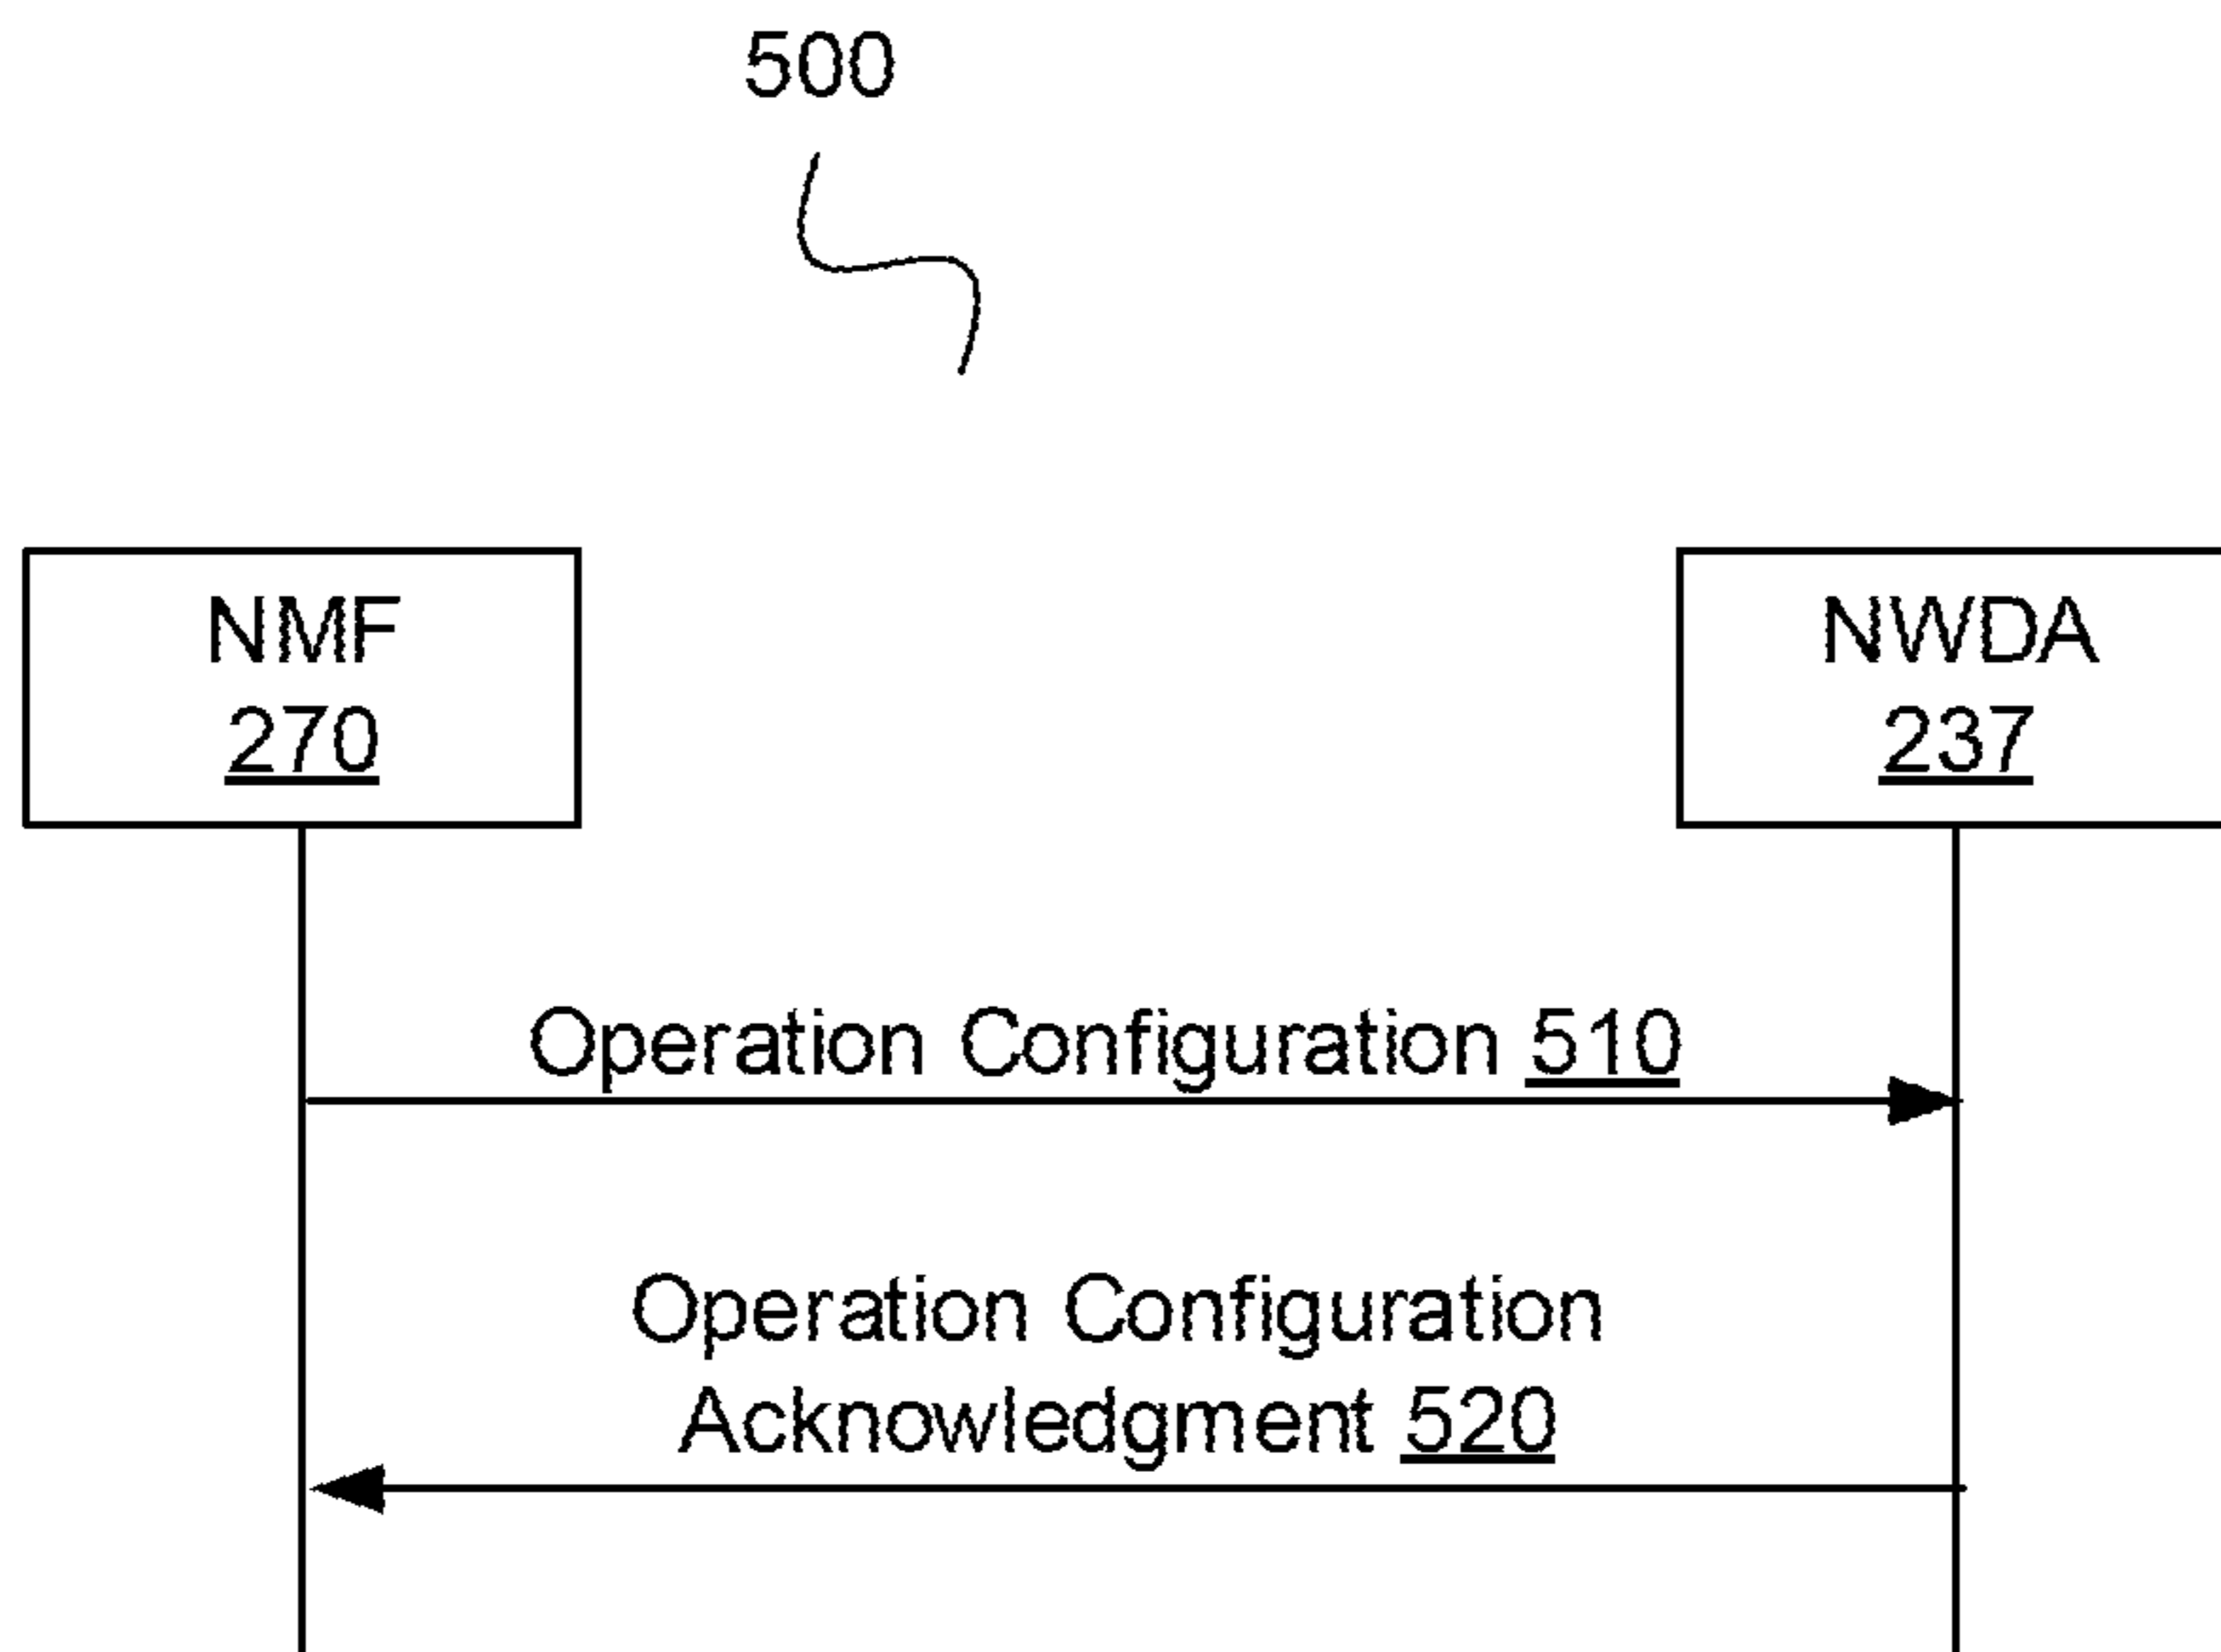 500
NMF
270
NWDA
237
Operation Configuration 510
Operation Configuration
Acknowledgment 520